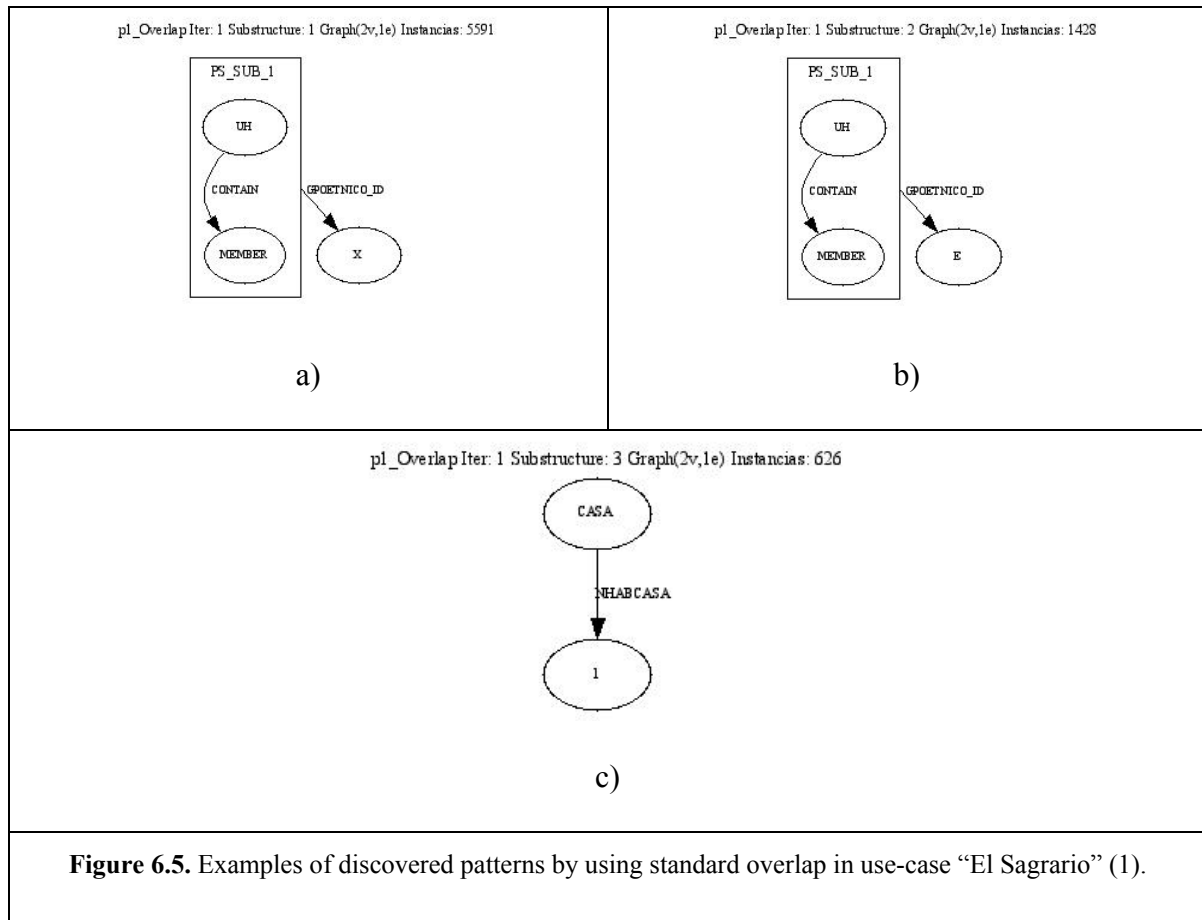 p1_Overlap Iter: 1 Substructure: 1 Graph(2v,1e) Instancias: 5591
PS_SUB_1
UH
CONTAIN
GPOETNICO_ID
MEMBER
X
a)
p1_Overlap Iter: 1 Substructure: 2 Graph(2v,1e) Instancias: 1428
PS_SUB_1
UH
CONTAIN
GPOETNICO_ID
MEMBER
E
b)
p1_Overlap Iter: 1 Substructure: 3 Graph(2v,1e) Instancias: 626
CASA
NHABCASA
1
c)
Figure 6.5. Examples of discovered patterns by using standard overlap in use-case “El Sagrario” (1).